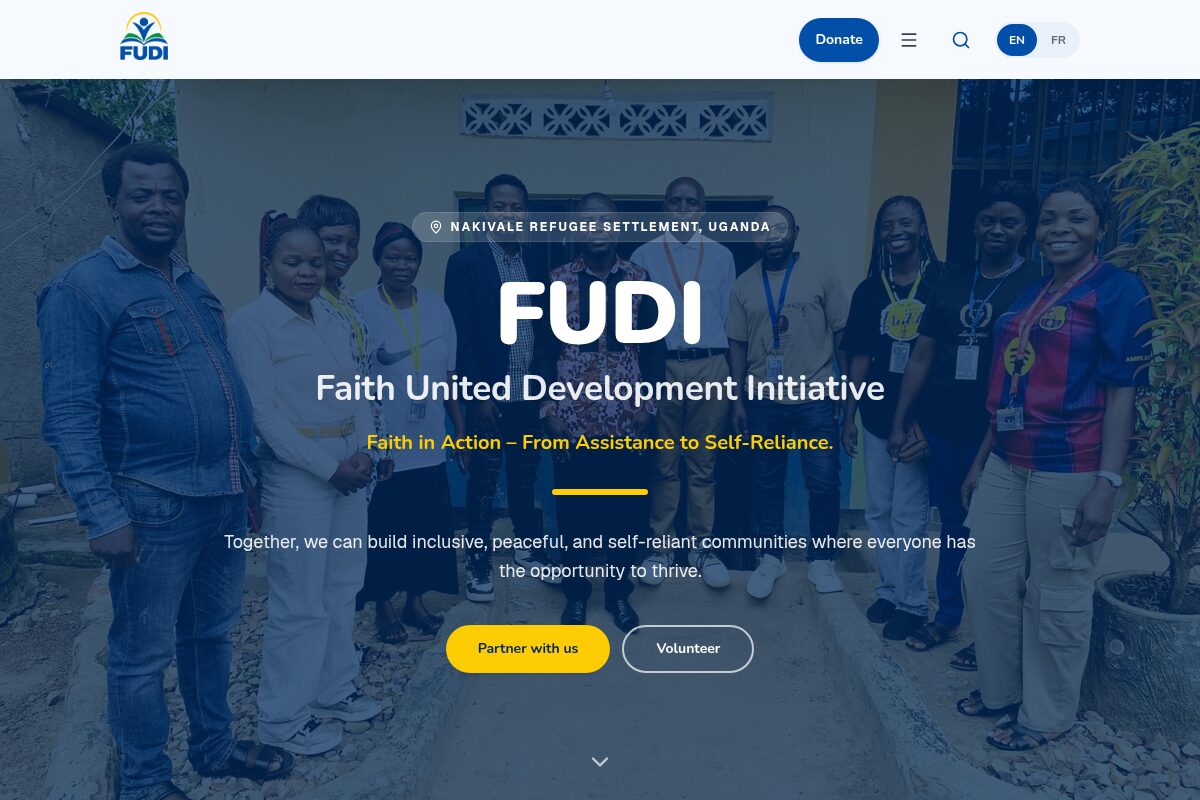 FUDI
Donate
EN
FR
NAKIVALE REFUGEE SETTLEMENT, UGANDA
FUDI
Faith United Development Initiative
Faith in Action – From Assistance to Self-Reliance.
Together, we can build inclusive, peaceful, and self-reliant communities where everyone has
the opportunity to thrive.
Partner with us
Volunteer